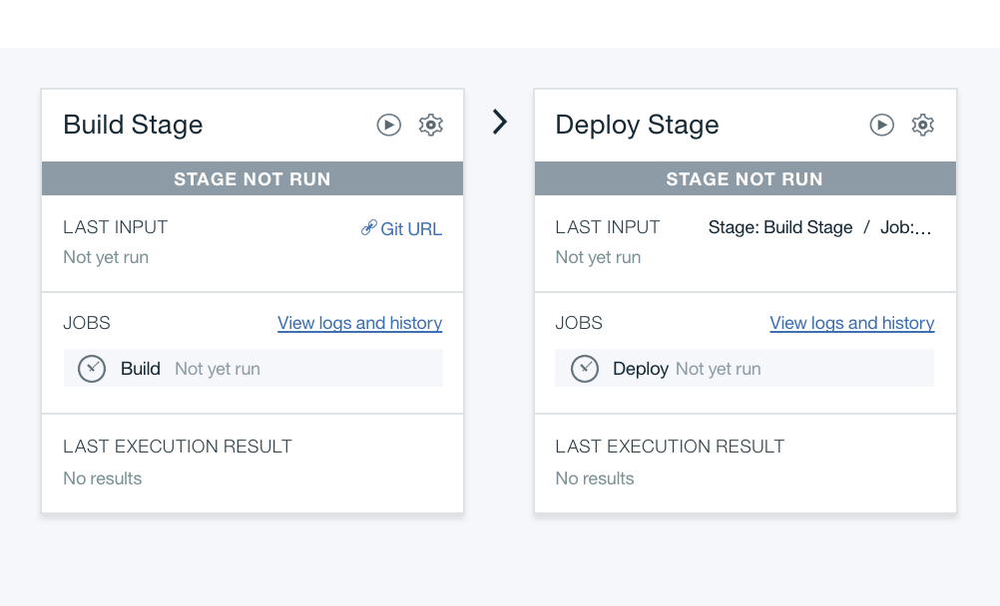 Build Stage
STAGE NOT RUN
LAST INPUT Git URL
Not yet run
JOBS View logs and history
Build Not yet run
LAST EXECUTION RESULT
No results
Deploy Stage
STAGE NOT RUN
LAST INPUT Stage: Build Stage / Job:...
Not yet run
JOBS View logs and history
Deploy Not yet run
LAST EXECUTION RESULT
No results